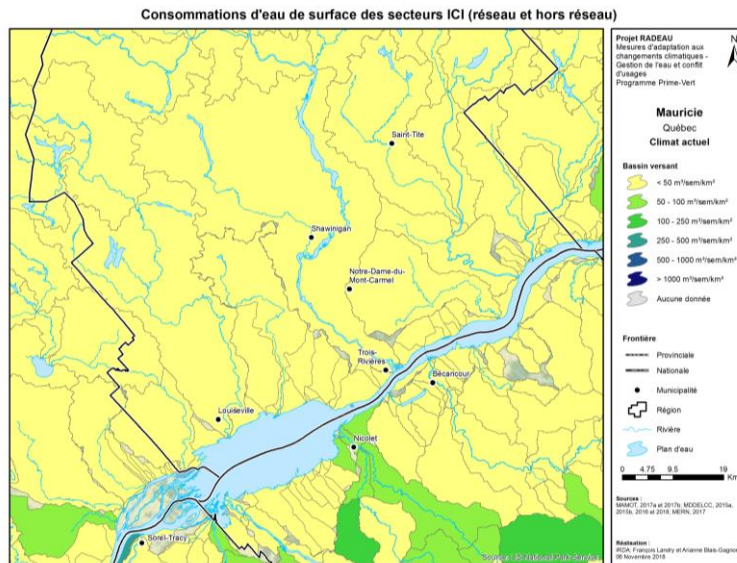 Consommations d'eau de surface des secteurs ICI (réseau et hors réseau)
Saint-Tite
Shawinigan
Notre-Dame-du-
Mont-Carmel
Trois-
Rivières
Bécancour
Louiseville
Nicolet
Sorel-Tracy
Source: US National Park Service
Projet RADEAU
Mesures d'adaptation aux
changements climatiques -
Gestion de l'eau et conflit
d'usages
Programme Prime-Vert
N
Mauricie
Québec
Climat actuel
Bassin versant
< 50 m³/sem/km²
50 - 100 m³/sem/km²
100 - 250 m³/sem/km²
250 - 500 m³/sem/km²
500 - 1000 m³/sem/km²
> 1000 m³/sem/km²
Aucune donnée
Frontière
Provinciale
Nationale
Municipalité
Région
Rivière
Plan d'eau
0 4.75 9.5 19
Km
Sources :
MAMOT, 2017a et 2017b; MDDELCC, 2015a,
2015b, 2016 et 2018; MERN, 2017
Réalisation :
IRDA: François Landry et Arianne Blais-Gagnon
06 Novembre 2018